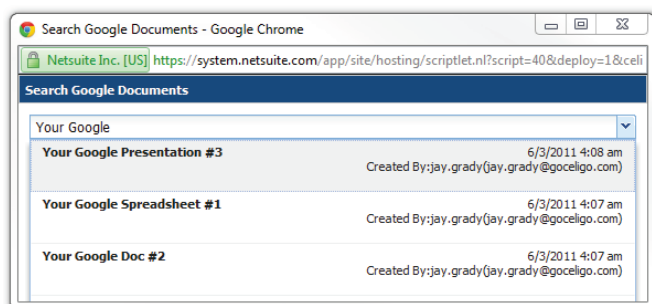 Search Google Documents - Google Chrome
Netsuite Inc. [US] https://system.netsuite.com/app/site/hosting/scriptlet.nl?script=40&deploy=1&celi
Search Google Documents
Your Google
Your Google Presentation #3 6/3/2011 4:08 am
Created By:jay.grady(jay.grady@goceligo.com)
Your Google Spreadsheet #1 6/3/2011 4:07 am
Created By:jay.grady(jay.grady@goceligo.com)
Your Google Doc #2 6/3/2011 4:07 am
Created By:jay.grady(jay.grady@goceligo.com)